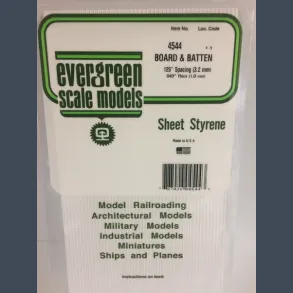 Item No. Loc. Code
4544
BOARD & BATTEN
.125" Spacing (3.2 mm)
.040" Thick (1.0 mm)
evergreen
scale models
Sheet Styrene
Made in U.S.A.
Model Railroading
Architectural Models
Military Models
Industrial Models
Miniatures
Ships and Planes
Instructions on back